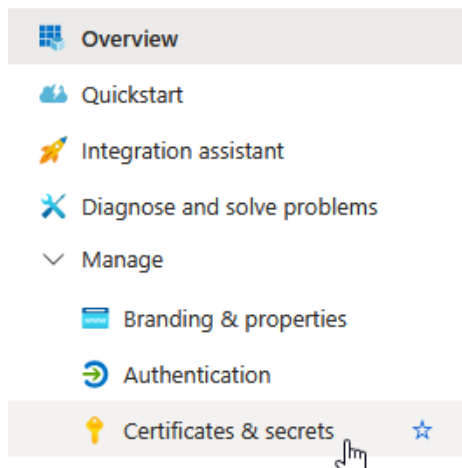 Overview
Quickstart
Integration assistant
Diagnose and solve problems
Manage
Branding & properties
Authentication
Certificates & secrets